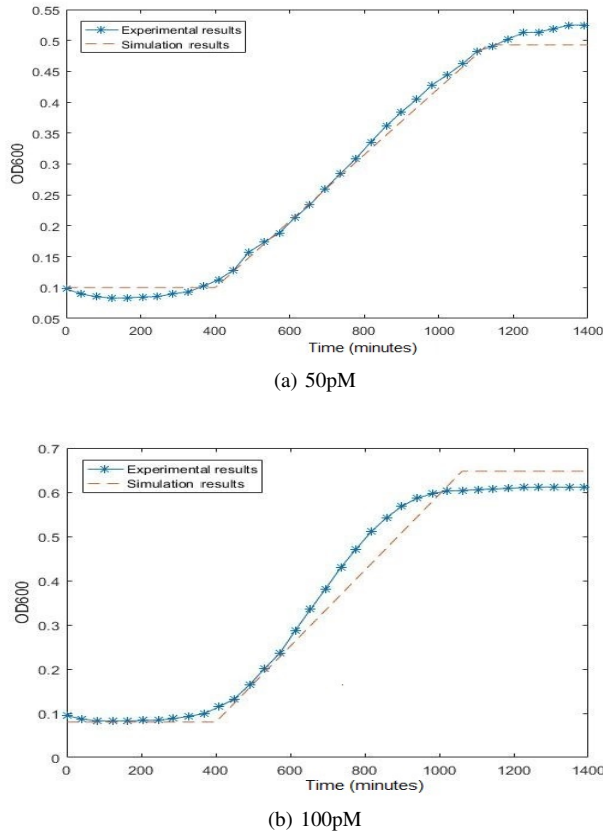 0.55
0.5
0.45
0.4
0.35
0.3
0.25
0.2
0.15
0.1
0.05
OD600
Experimental results
Simulation results
0 200 400 600 800 1000 1200 1400
Time (minutes)
(a) 50pM
0.7
0.6
0.5
0.4
0.3
0.2
0.1
0
OD600
Experimental results
Simulation results
0 200 400 600 800 1000 1200 1400
Time (minutes)
(b) 100pM